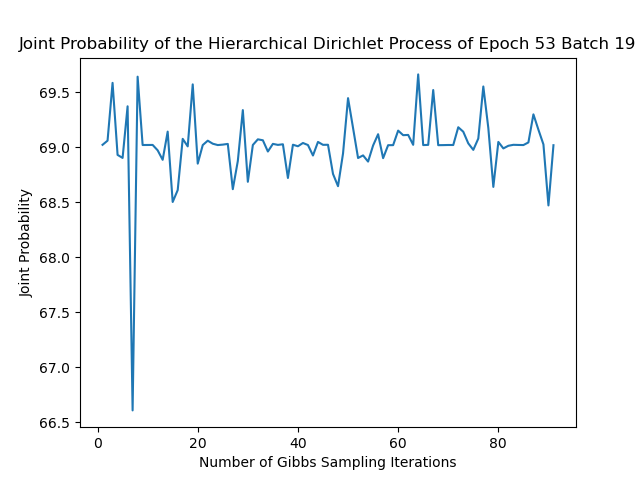 Joint Probability of the Hierarchical Dirichlet Process of Epoch 53 Batch 19
69.5
69.0
68.5
68.0
67.5
67.0
66.5
Joint Probability
0 20 40 60 80
Number of Gibbs Sampling Iterations